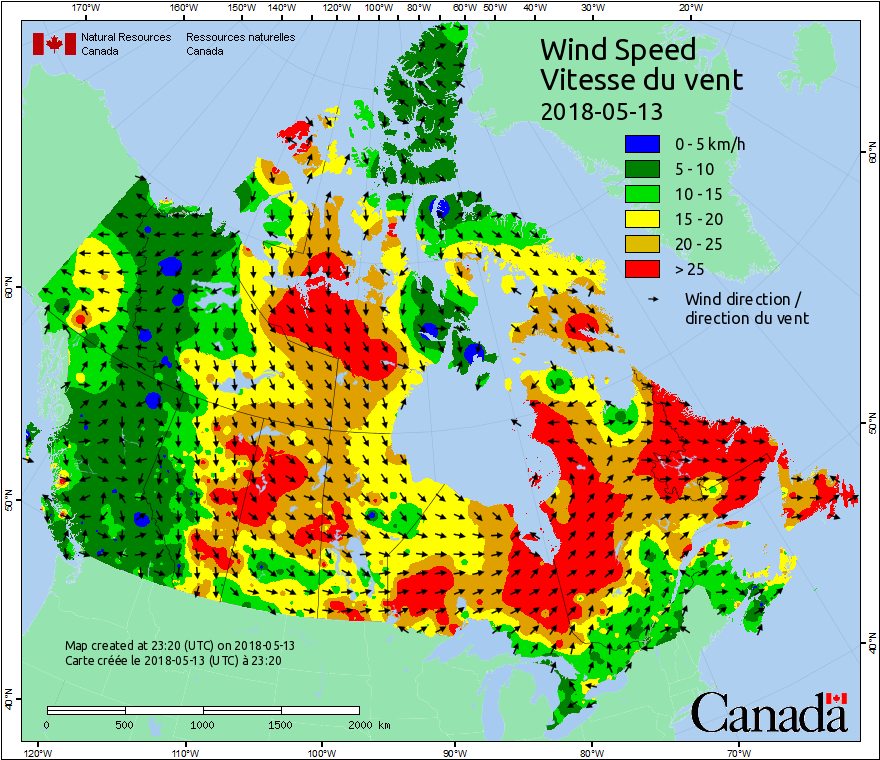 170°W 160°W 150°W 140°W 120°W 100°W 80°W 60°W 50°W 40°W 30°W 20°W
Natural Resources Ressources naturelles
Canada Canada
Wind Speed
Vitesse du vent
2018-05-13
0 - 5 km/h
5 - 10
10 - 15
15 - 20
20 - 25
> 25
Wind direction /
direction du vent
60°N 60°N
50°N 50°N
40°N 40°N
Map created at 23:20 (UTC) on 2018-05-13
Carte créée le 2018-05-13 (UTC) à 23:20
0 500 1000 1500 2000 km
Canada
120°W 110°W 100°W 90°W 80°W 70°W